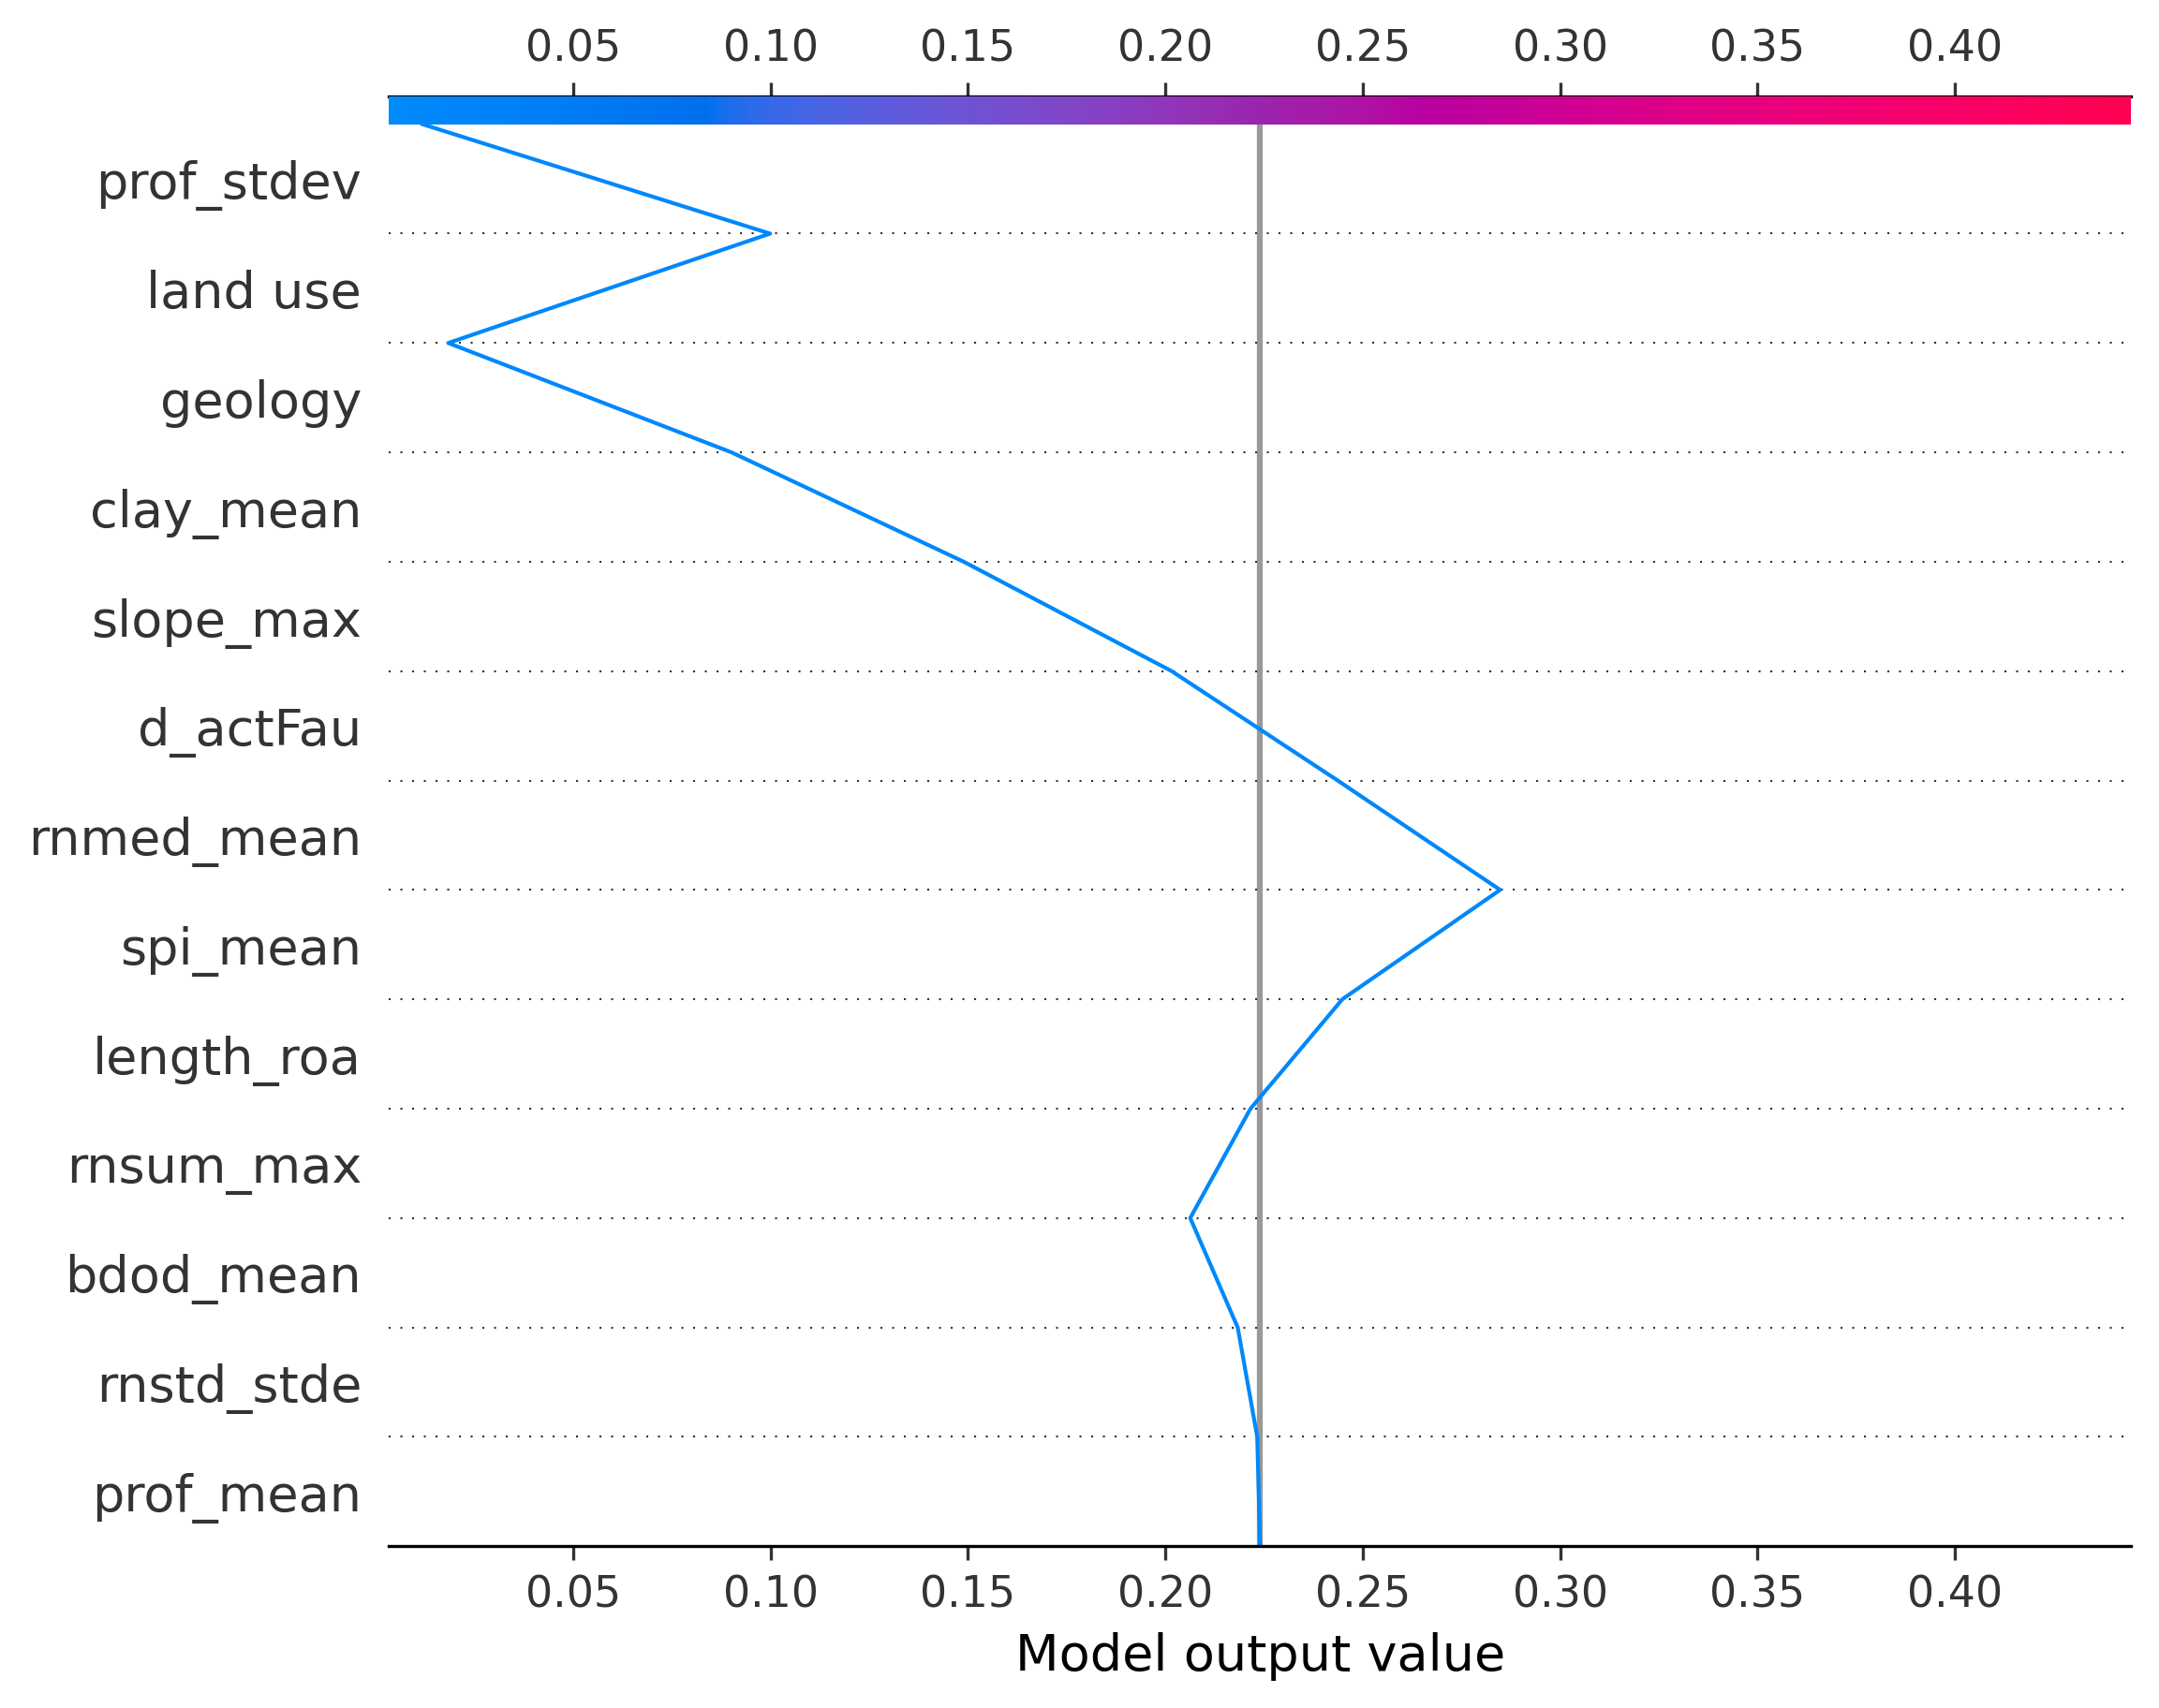 0.05 0.10 0.15 0.20 0.25 0.30 0.35 0.40
prof_stdev
land use
geology
clay_mean
slope_max
d_actFau
rnmed_mean
spi_mean
length_roa
rnsum_max
bdod_mean
rnstd_stde
prof_mean
0.05 0.10 0.15 0.20 0.25 0.30 0.35 0.40
Model output value